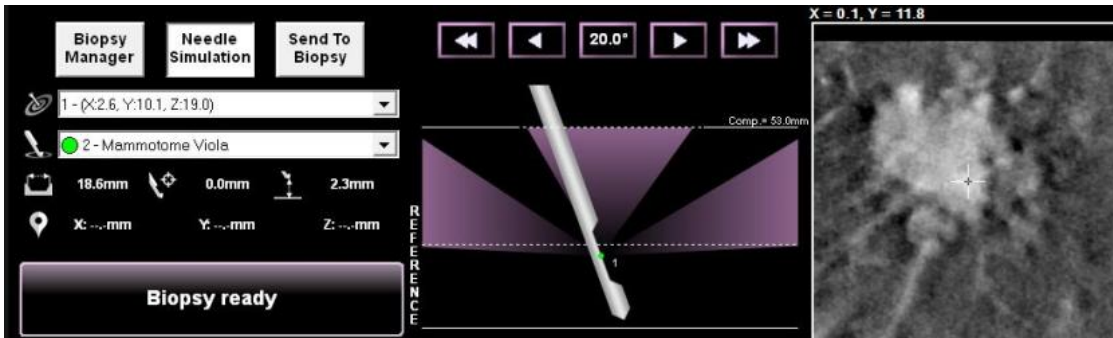 Biopsy
Manager
Needle
Simulation
Send To
Biopsy
1 - (X:2.6, Y:10.1, Z:19.0)
2 - Mammotome Viola
18.6mm 0.0mm 2.3mm
X: --.-mm Y: --.-mm Z: --.-mm
Biopsy ready
REFERENCE
20.0°
Comp.= 53.0mm
1
X = 0.1, Y = 11.8